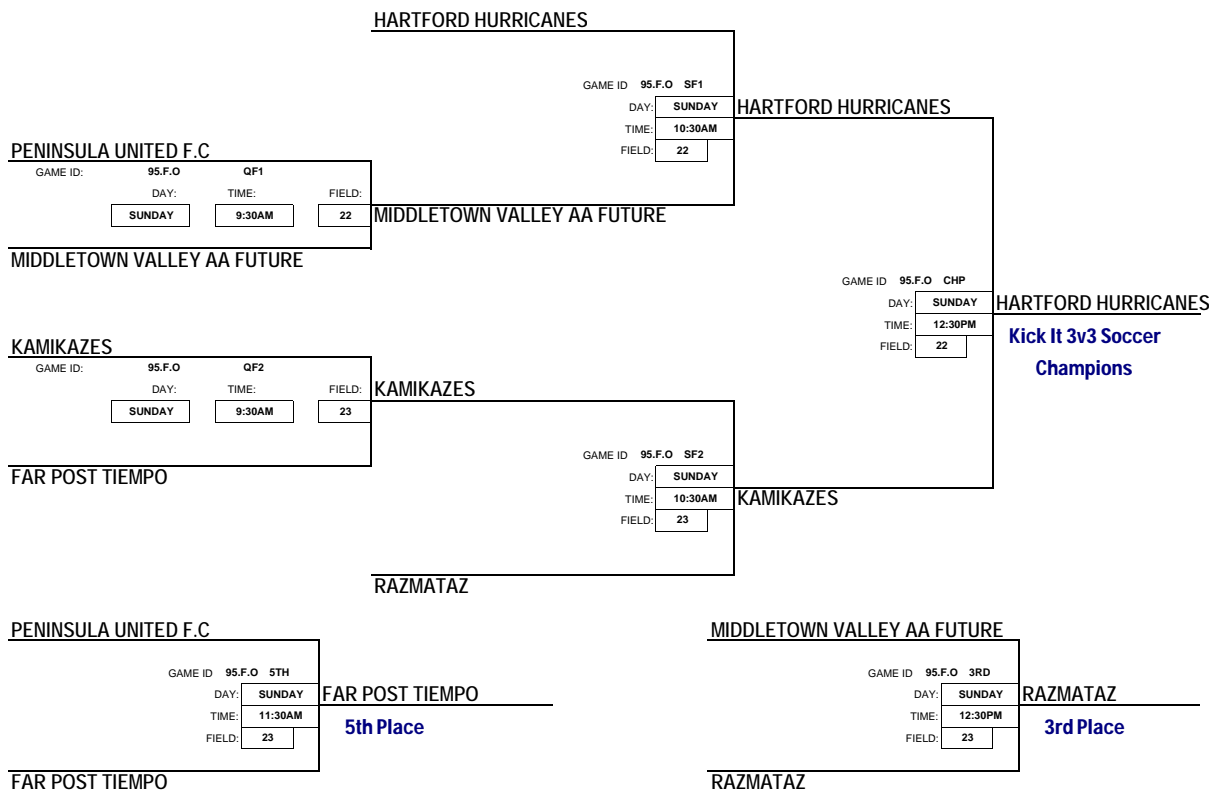 HARTFORD HURRICANES
GAME ID 95.F.O SF1
DAY: SUNDAY
HARTFORD HURRICANES
TIME: 10:30AM
FIELD: 22
PENINSULA UNITED F.C
GAME ID: 95.F.O QF1
DAY: TIME: FIELD:
SUNDAY 9:30AM 22
MIDDLETOWN VALLEY AA FUTURE
MIDDLETOWN VALLEY AA FUTURE
GAME ID 95.F.O CHP
DAY: SUNDAY
HARTFORD HURRICANES
TIME: 12:30PM
FIELD: 22
Kick It 3v3 Soccer
Champions
KAMIKAZES
GAME ID: 95.F.O QF2
DAY: TIME: FIELD:
SUNDAY 9:30AM 23
KAMIKAZES
FAR POST TIEMPO
GAME ID 95.F.O SF2
DAY: SUNDAY
TIME: 10:30AM
KAMIKAZES
FIELD: 23
RAZMATAZ
PENINSULA UNITED F.C
GAME ID 95.F.O 5TH
DAY: SUNDAY
FAR POST TIEMPO
TIME: 11:30AM
5th Place
FIELD: 23
FAR POST TIEMPO
MIDDLETOWN VALLEY AA FUTURE
GAME ID 95.F.O 3RD
DAY: SUNDAY
RAZMATAZ
TIME: 12:30PM
3rd Place
FIELD: 23
RAZMATAZ